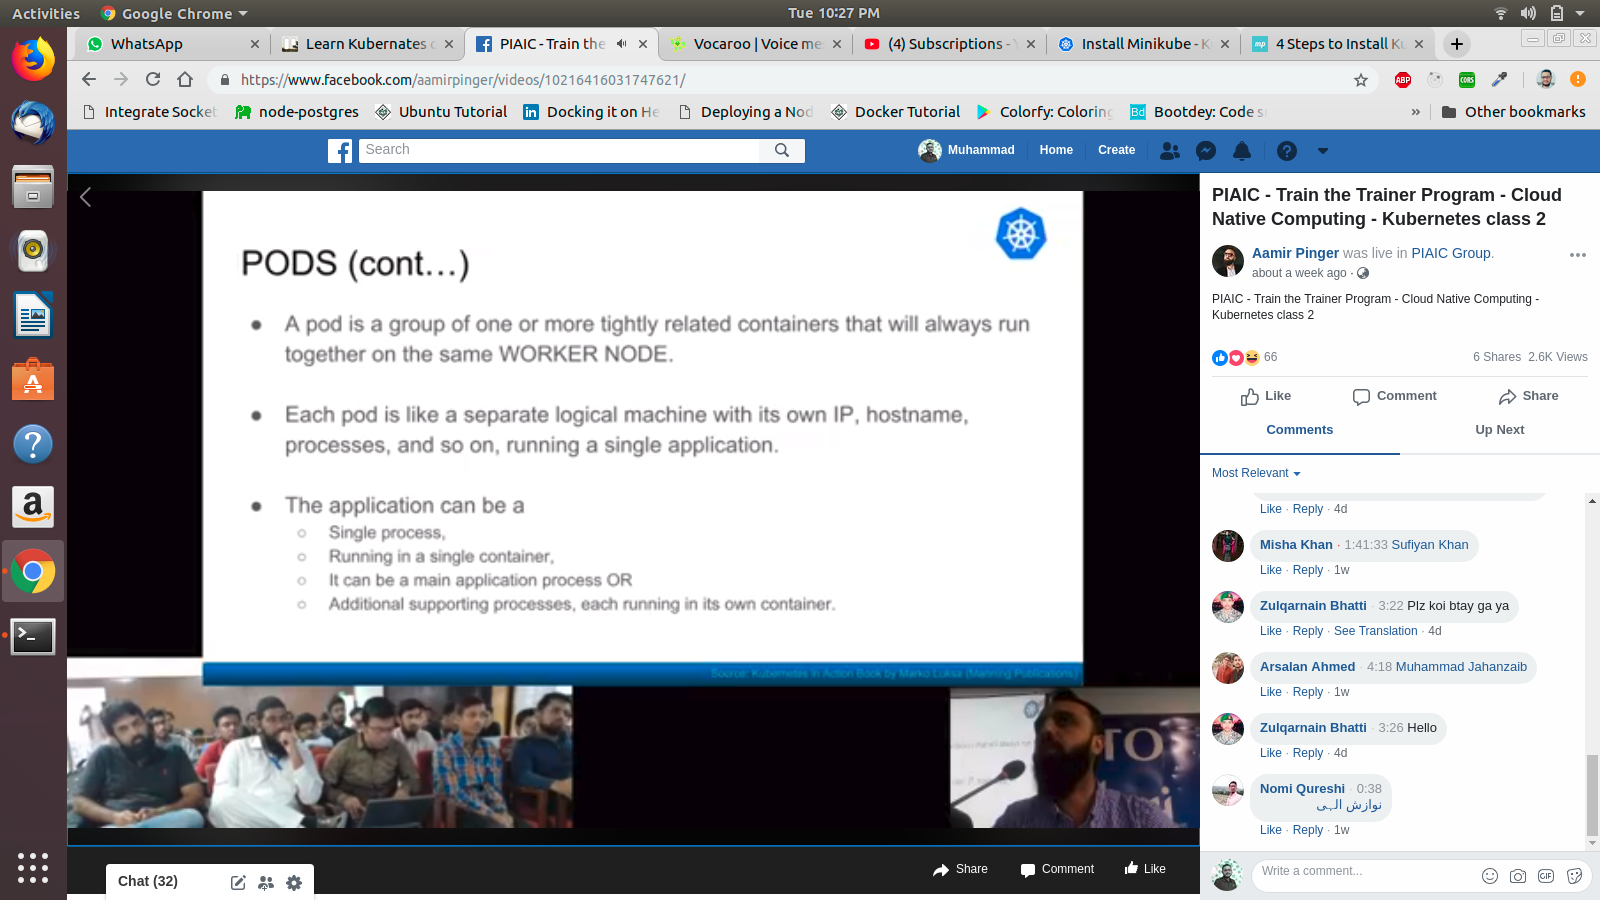 Activities
Google Chrome
Tue 10:27 PM
WhatsApp
Learn Kubernates
PIAIC - Train the
Vocaroo | Voice me
(4) Subscriptions -
Install Minikube -
4 Steps to Install
https://www.facebook.com/aamirpinger/videos/10216416031747621/
ABP
CORS
Integrate Socket
node-postgres
Ubuntu Tutorial
Docking it on He
Deploying a Nod
Docker Tutorial
Colorfy: Coloring
Bootdey: Code s
»
Other bookmarks
Search
Muhammad
Home
Create
PODS (cont...)
● A pod is a group of one or more tightly related containers that will always run
together on the same WORKER NODE.
● Each pod is like a separate logical machine with its own IP, hostname,
processes, and so on, running a single application.
● The application can be a
○ Single process,
○ Running in a single container,
○ It can be a main application process OR
○ Additional supporting processes, each running in its own container.
Source: Kubernetes in Action Book by Marko Luksa (Manning Publications)
Share
Comment
Like
Chat (32)
PIAIC - Train the Trainer Program - Cloud
Native Computing - Kubernetes class 2
Aamir Pinger was live in PIAIC Group.
about a week ago ·
PIAIC - Train the Trainer Program - Cloud Native Computing -
Kubernetes class 2
66
6 Shares 2.6K Views
Like
Comment
Share
Comments
Up Next
Most Relevant
Like · Reply · 4d
Misha Khan · 1:41:33 Sufiyan Khan
Like · Reply · 1w
Zulqarnain Bhatti · 3:22 Plz koi btay ga ya
Like · Reply · See Translation · 4d
Arsalan Ahmed · 4:18 Muhammad Jahanzaib
Like · Reply · 1w
Zulqarnain Bhatti · 3:26 Hello
Like · Reply · 4d
Nomi Qureshi · 0:38
نوازش الہی
Like · Reply · 1w
Write a comment...
GIF